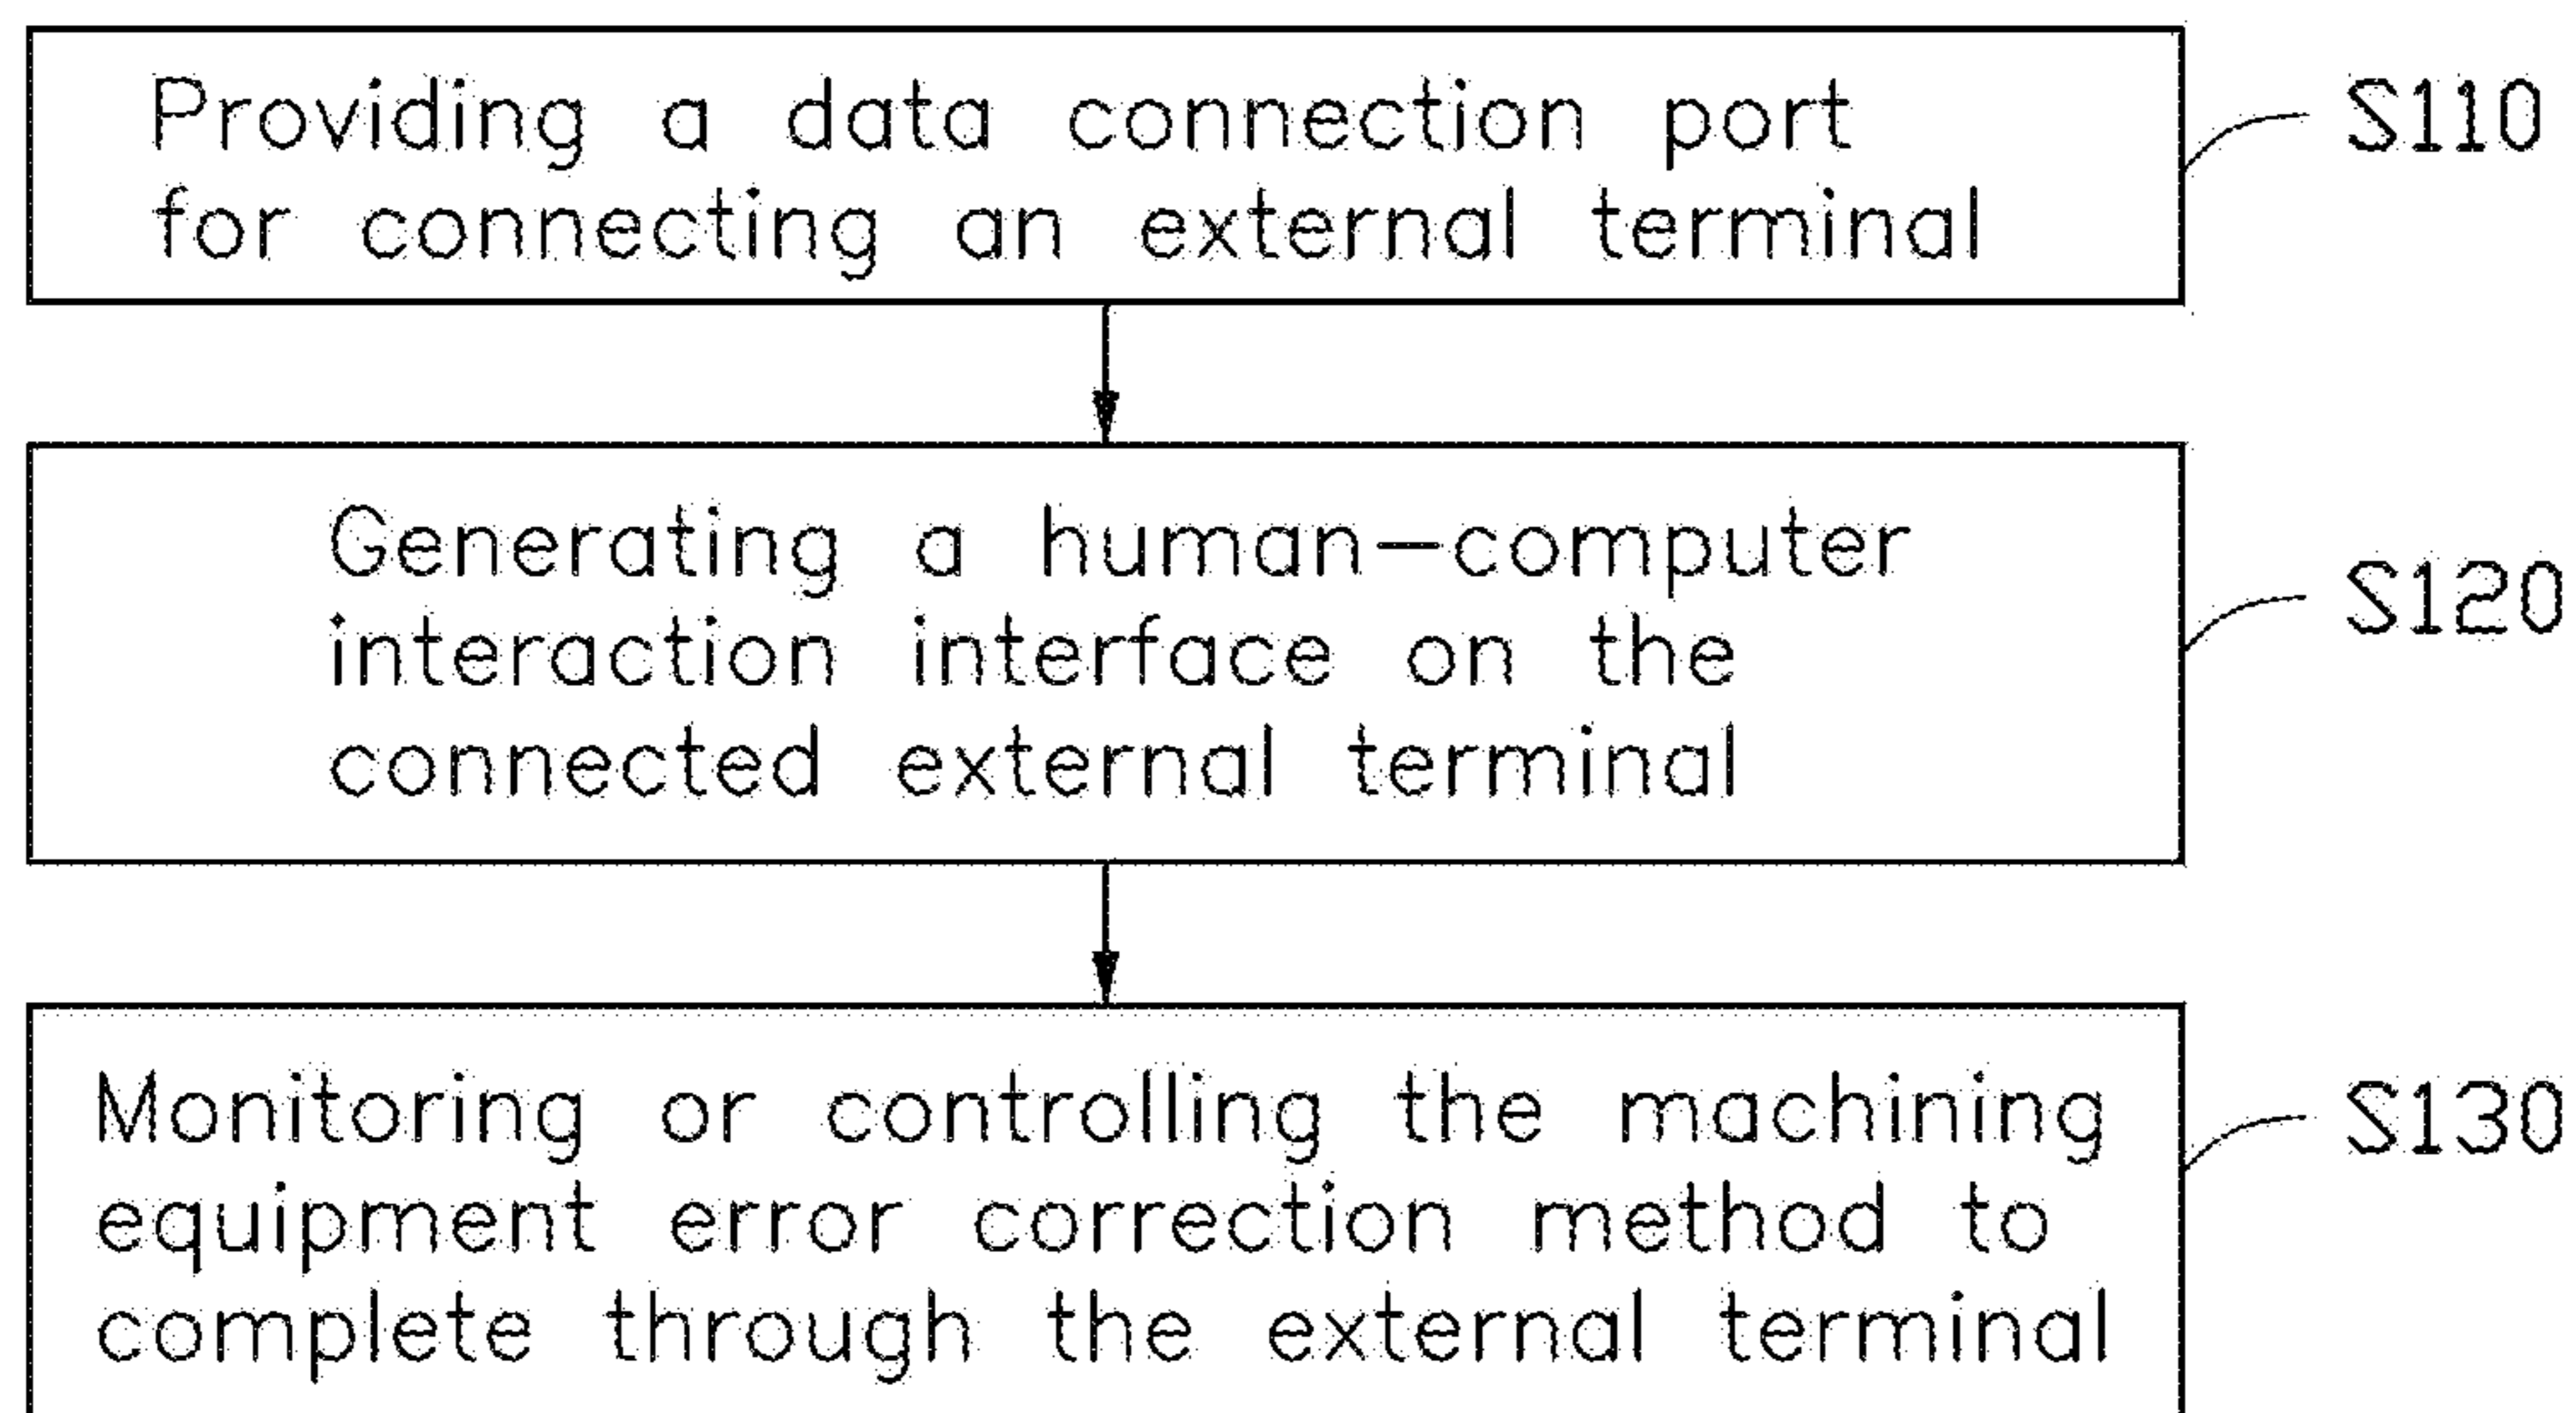 Providing a data connection port
for connecting an external terminal
S110
Generating a human-computer
interaction interface on the
connected external terminal
S120
Monitoring or controlling the machining
equipment error correction method to
complete through the external terminal
S130